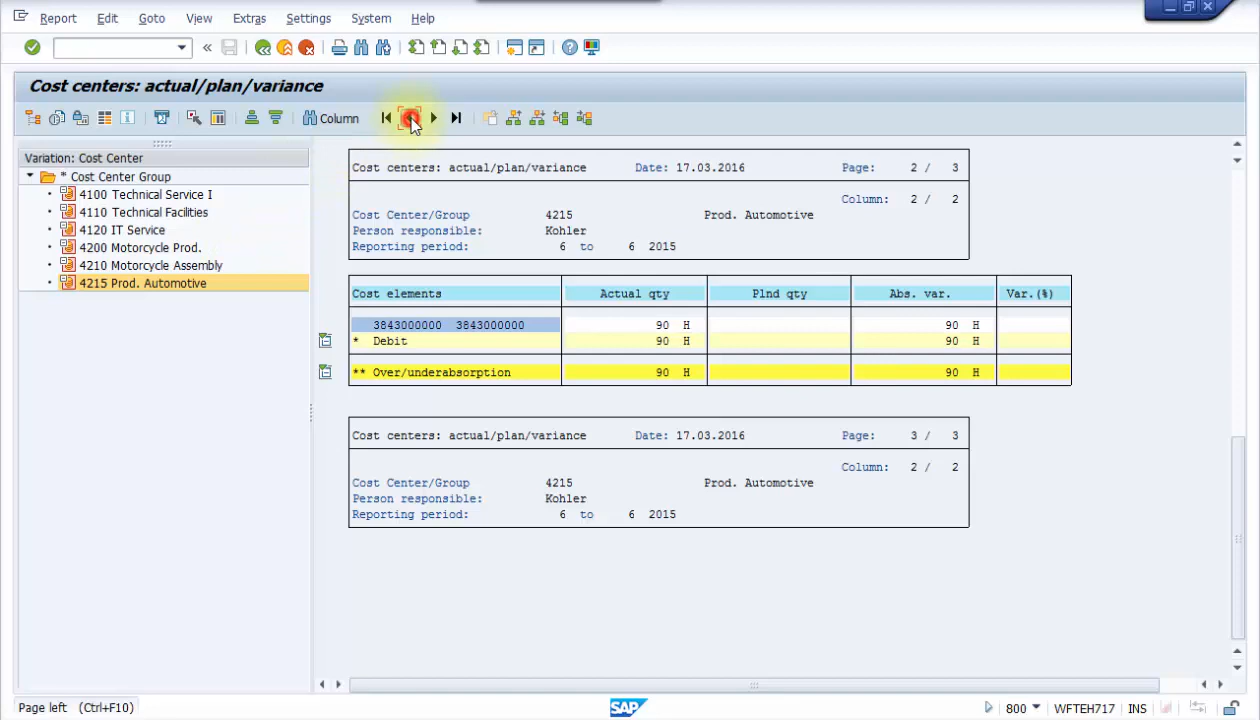 Report Edit Goto View Extras Settings System Help
Cost centers: actual/plan/variance
Column
Variation: Cost Center
* Cost Center Group
4100 Technical Service I
4110 Technical Facilities
4120 IT Service
4200 Motorcycle Prod.
4210 Motorcycle Assembly
4215 Prod. Automotive
Cost centers: actual/plan/variance Date: 17.03.2016 Page: 2 / 3
Column: 2 / 2
Cost Center/Group 4215 Prod. Automotive
Person responsible: Kohler
Reporting period: 6 to 6 2015
Cost elements Actual qty Plnd qty Abs. var. Var.(%)
3843000000 3843000000 90 H 90 H
* Debit 90 H 90 H
** Over/underabsorption 90 H 90 H
Cost centers: actual/plan/variance Date: 17.03.2016 Page: 3 / 3
Column: 2 / 2
Cost Center/Group 4215 Prod. Automotive
Person responsible: Kohler
Reporting period: 6 to 6 2015
Page left (Ctrl+F10) SAP 800 WFTEH717 INS